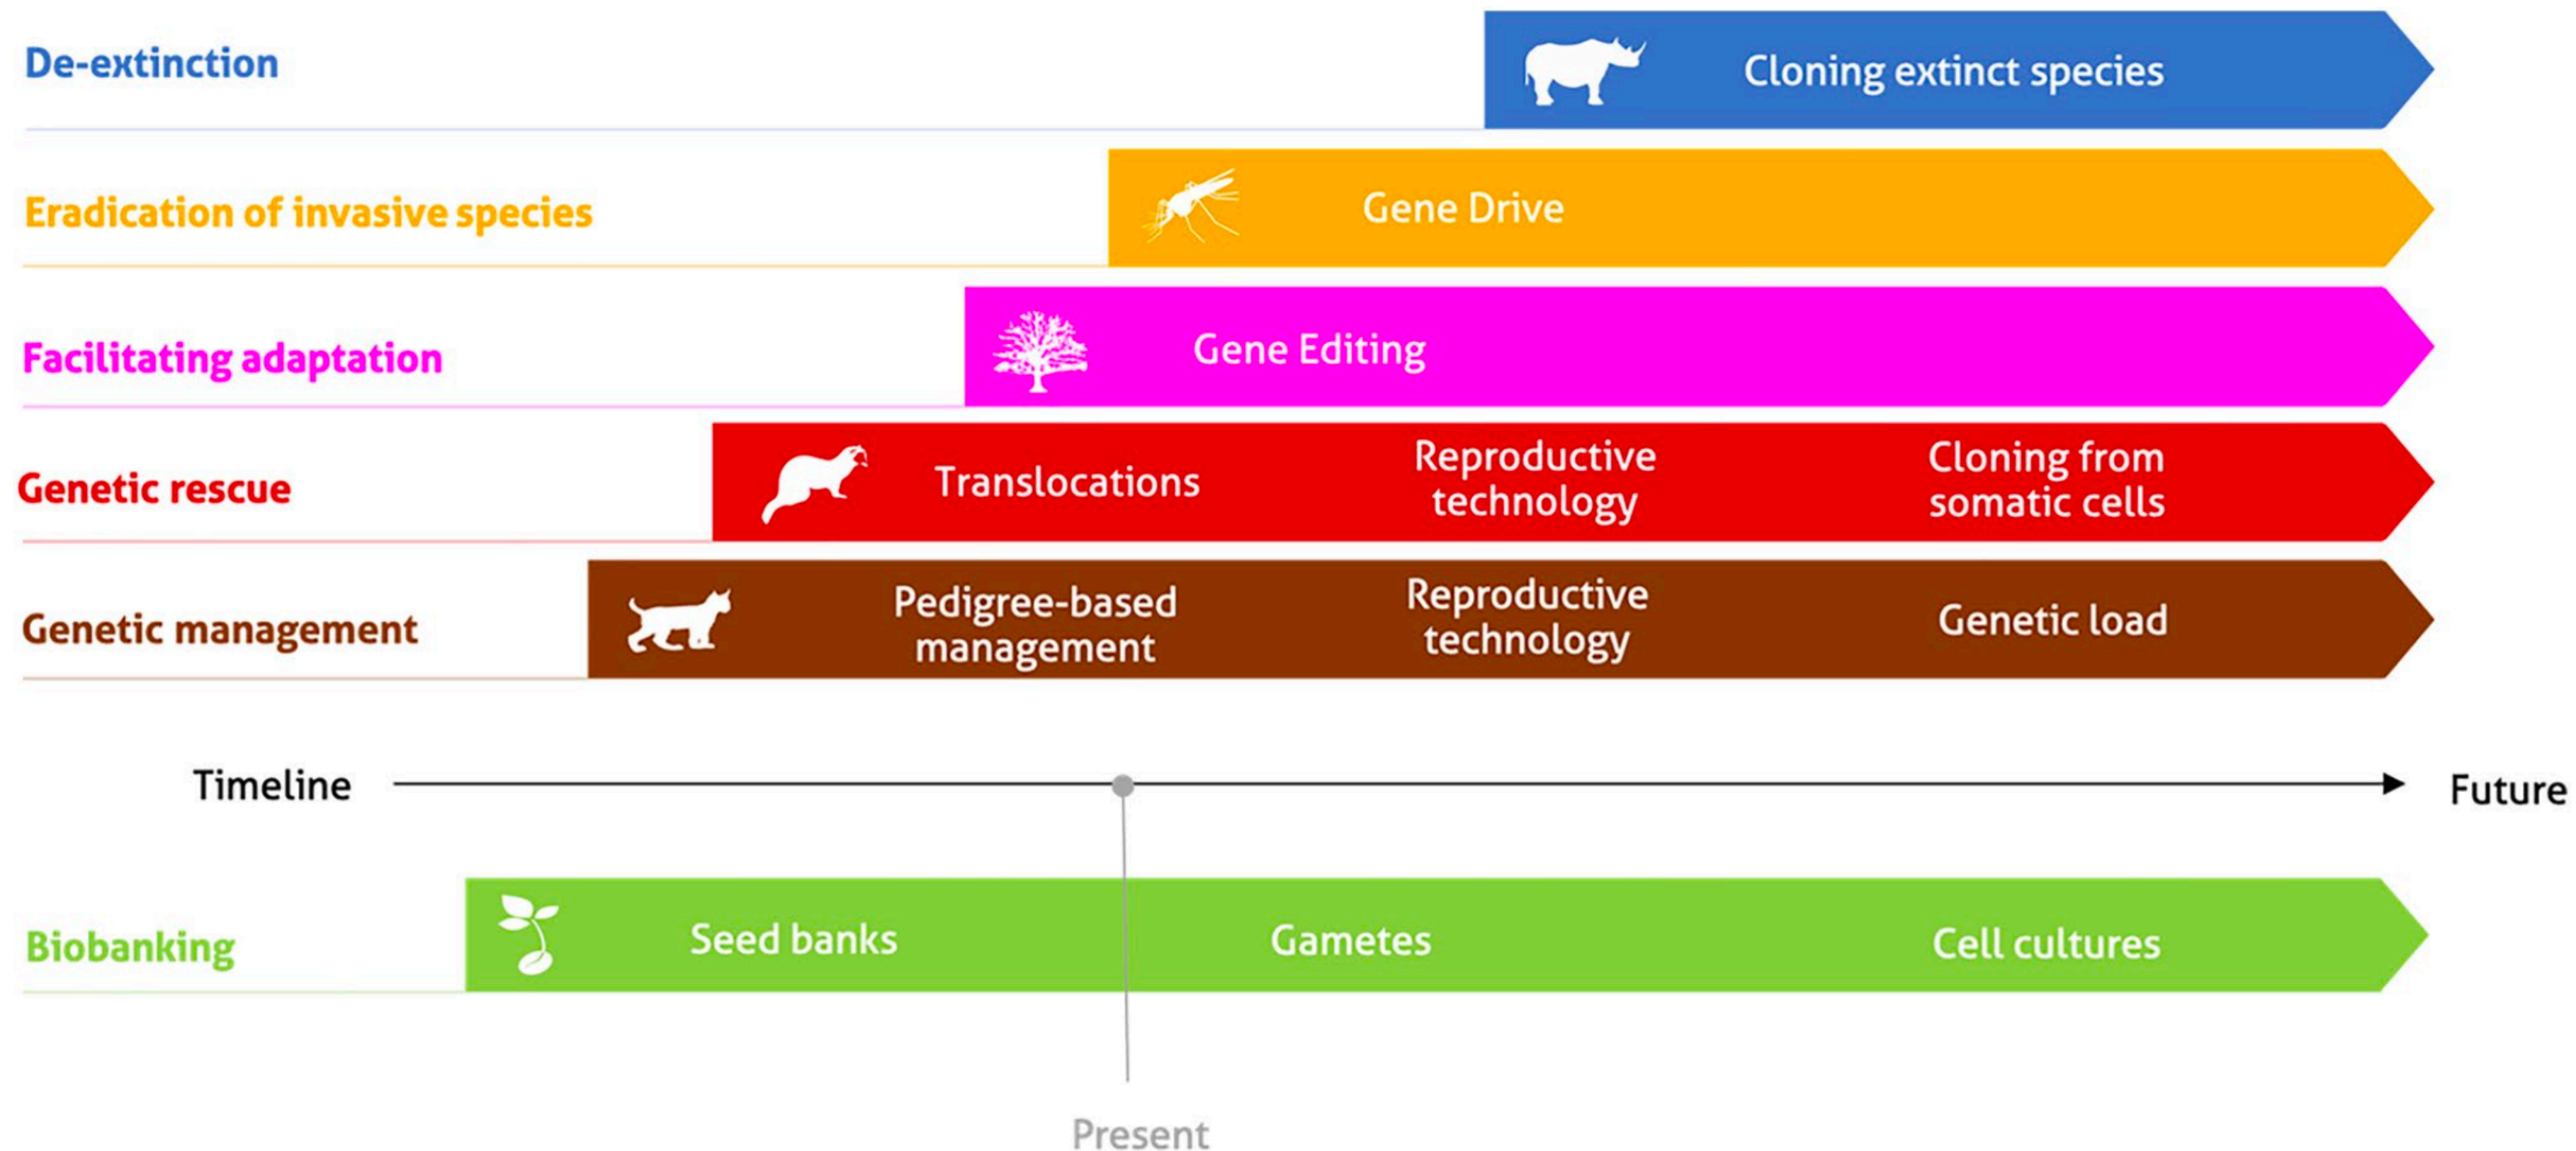 De-extinction
Cloning extinct species
Eradication of invasive species
Gene Drive
Facilitating adaptation
Gene Editing
Genetic rescue
Translocations
Reproductive
technology
Cloning from
somatic cells
Genetic management
Pedigree-based
management
Reproductive
technology
Genetic load
Timeline
Future
Biobanking
Seed banks
Gametes
Cell cultures
Present